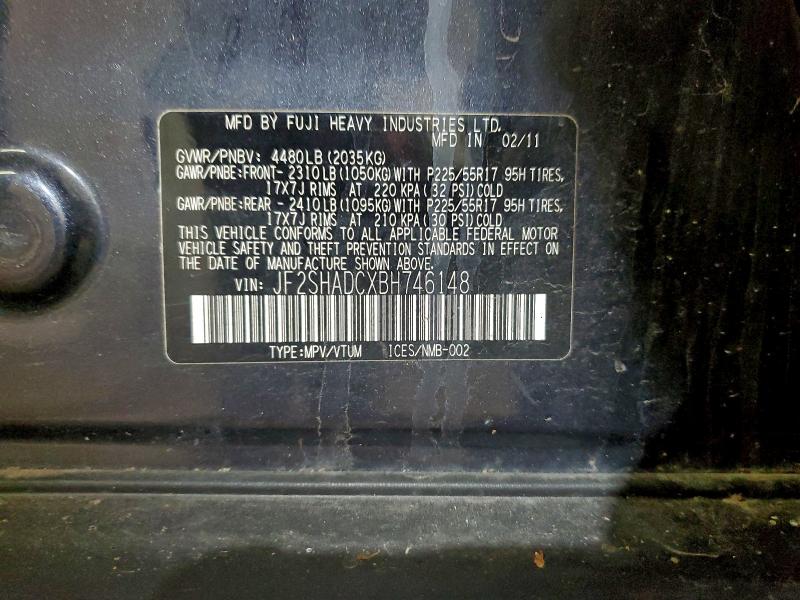 MFD BY FUJI HEAVY INDUSTRIES LTD.
MFD IN 02/11
GVWR/PNBV: 4480LB(2035KG)
GAWR/PNBE:FRONT- 2310LB(1050KG)WITH P225/55R17 95H TIRES,
17X7J RIMS AT 220 KPA(32 PSI)COLD
GAWR/PNBE:REAR - 2410LB(1095KG)WITH P225/55R17 95H TIRES,
17X7J RIMS AT 210 KPA(30 PSI)COLD
THIS VEHICLE CONFORMS TO ALL APPLICABLE FEDERAL MOTOR
VEHICLE SAFETY AND THEFT PREVENTION STANDARDS IN EFFECT ON
THE DATE OF MANUFACTURE SHOWN ABOVE.
VIN: JF2SHADCXBH746148
TYPE:MPV/VTUM ICES/NMB-002